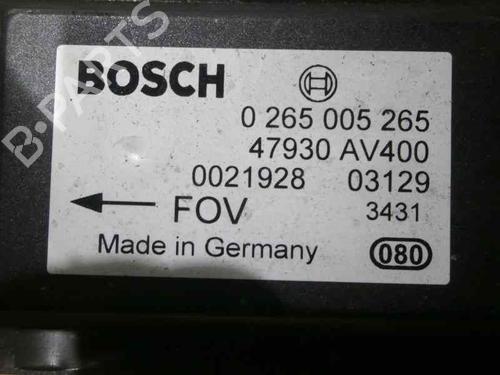 B-PARTS
BOSCH
0 265 005 265
47930 AV400
0021928 03129
FOV 3431
Made in Germany 080